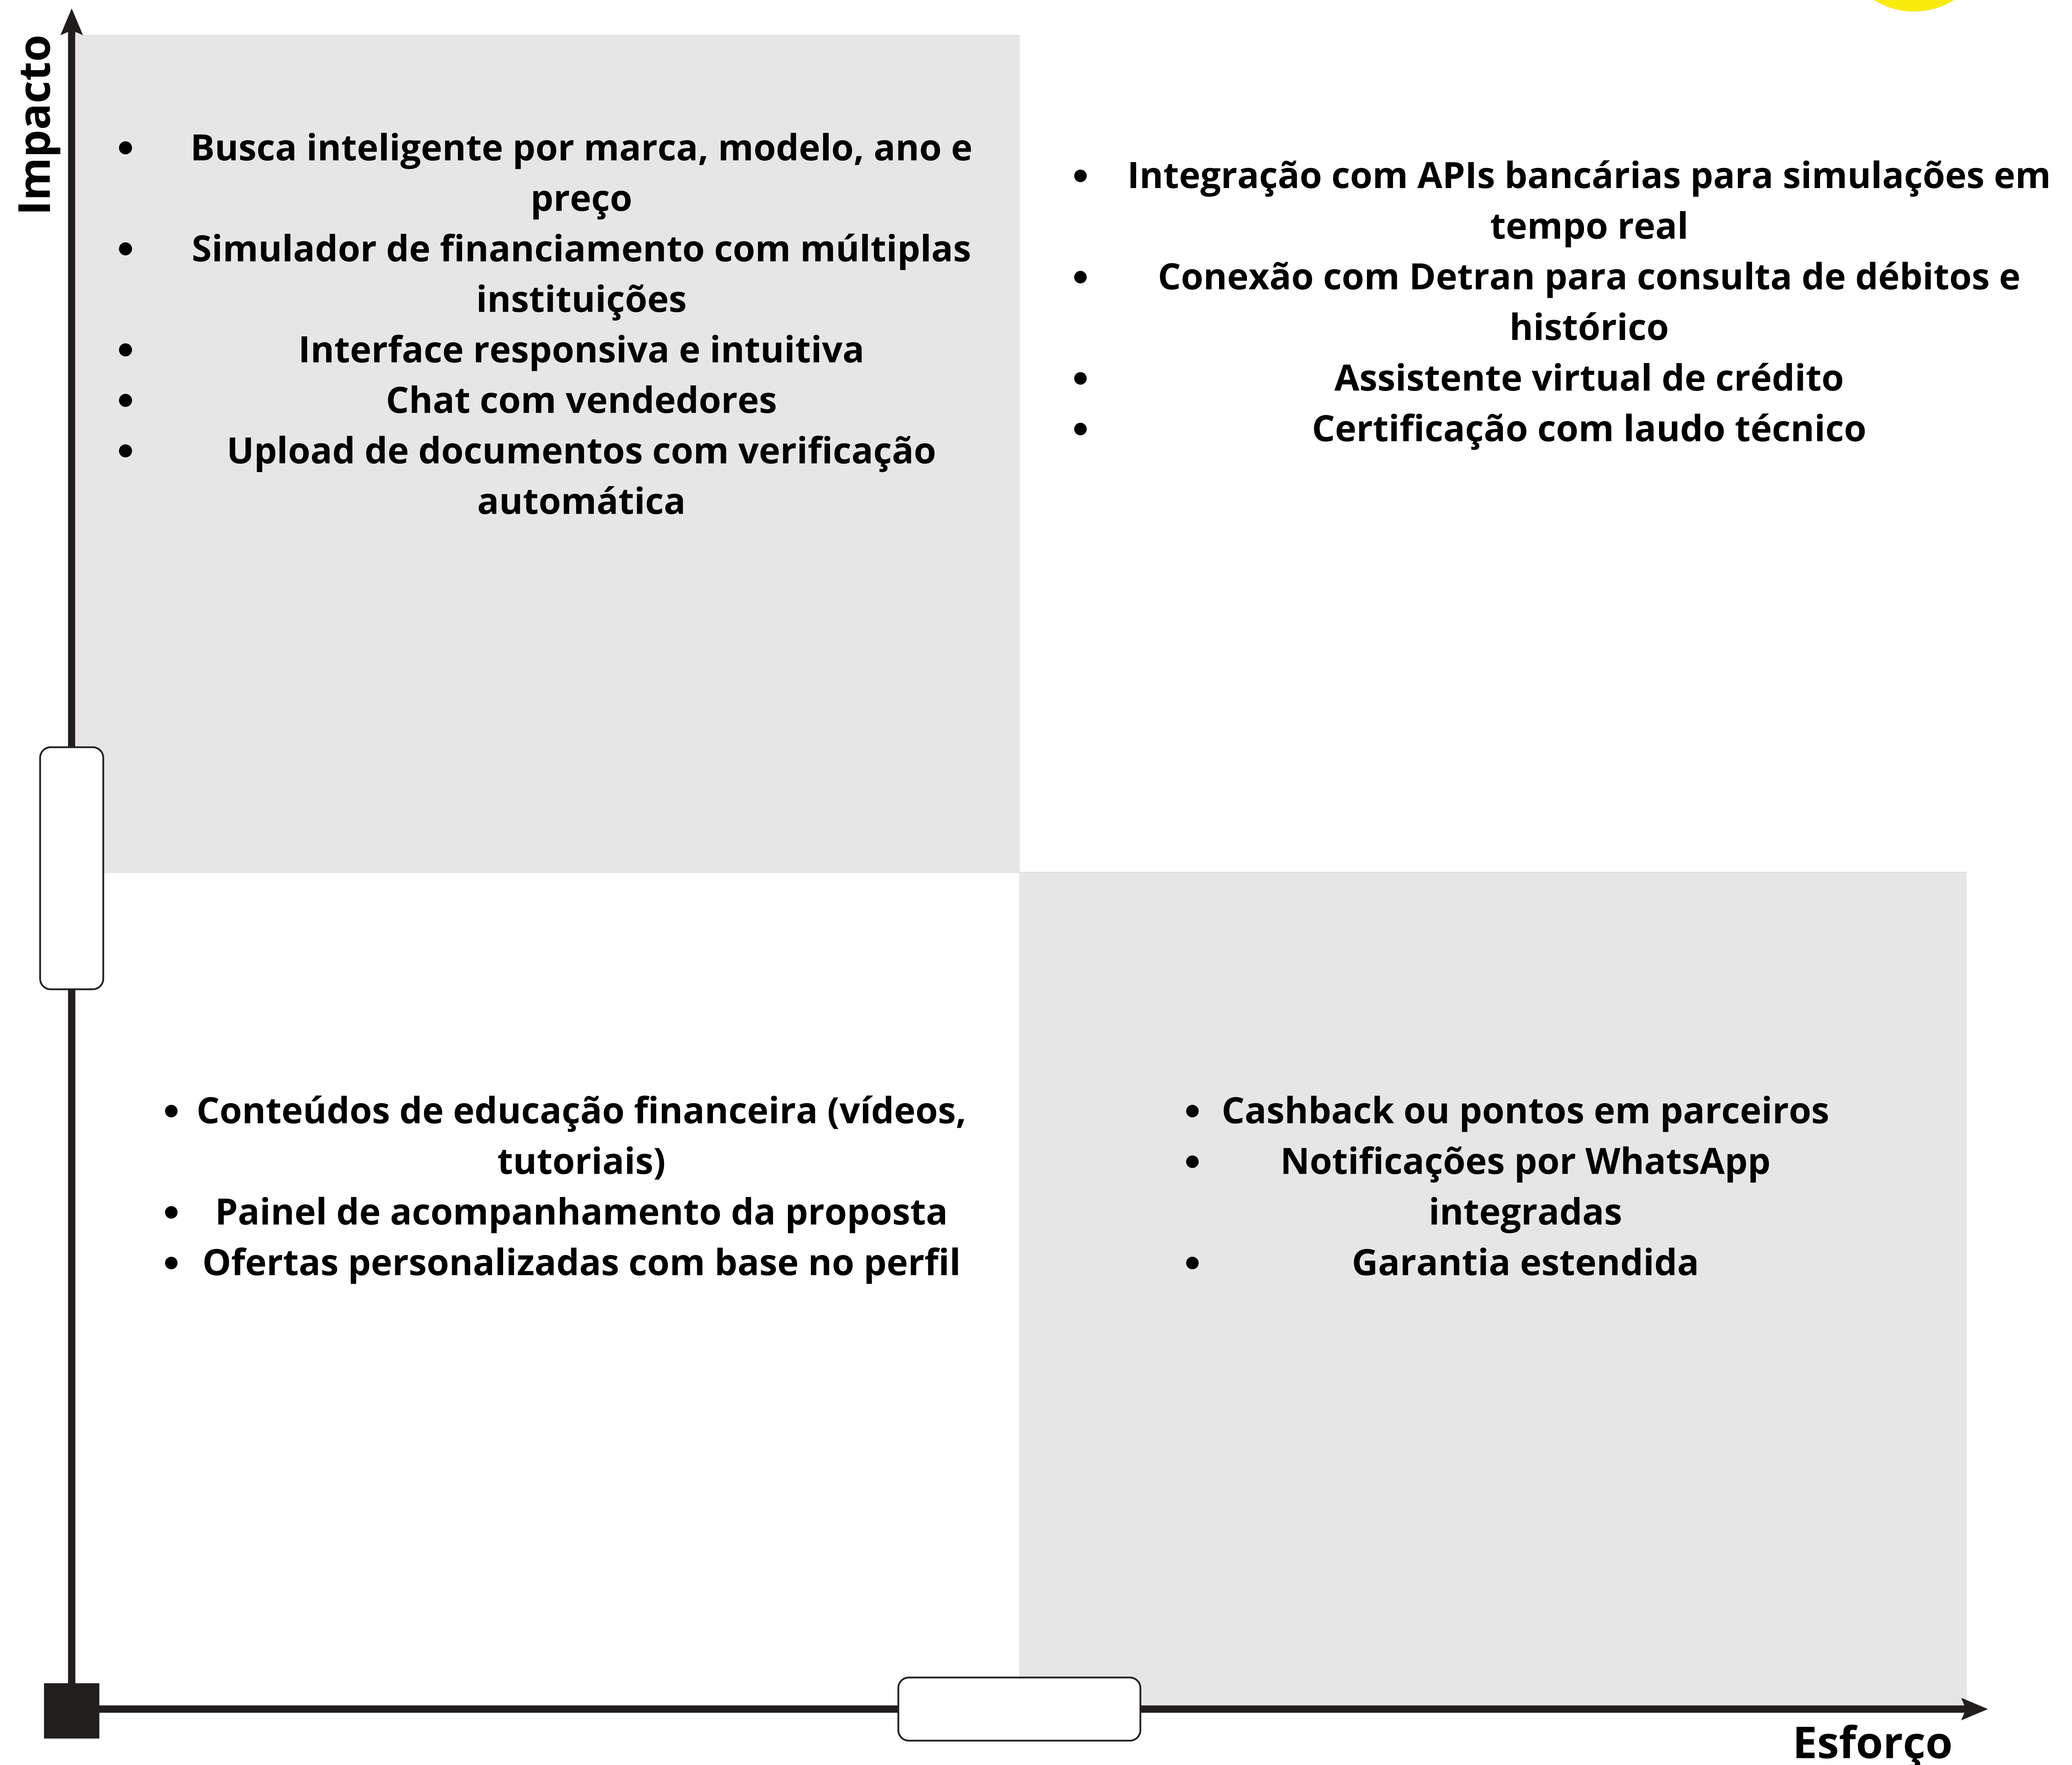 Impacto
• Busca inteligente por marca, modelo, ano e
preço
• Simulador de financiamento com múltiplas
instituições
• Interface responsiva e intuitiva
• Chat com vendedores
• Upload de documentos com verificação
automática
• Integração com APIs bancárias para simulações em
tempo real
• Conexão com Detran para consulta de débitos e
histórico
• Assistente virtual de crédito
• Certificação com laudo técnico
• Conteúdos de educação financeira (vídeos,
tutoriais)
• Painel de acompanhamento da proposta
• Ofertas personalizadas com base no perfil
• Cashback ou pontos em parceiros
• Notificações por WhatsApp
integradas
• Garantia estendida
Esforço